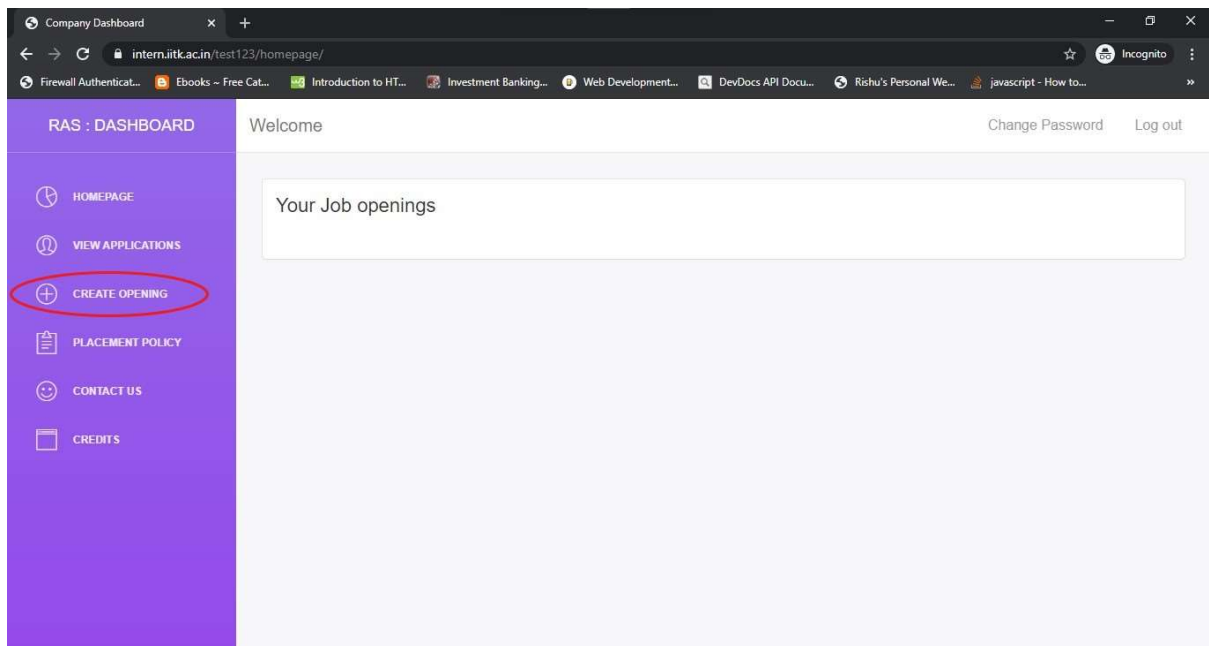 Company Dashboard
intern.iitk.ac.in/test123/homepage/
Incognito
Firewall Authenticat... Ebooks ~ Free Cat... Introduction to HT... Investment Banking... Web Development... DevDocs API Docu... Rishu's Personal We... javascript - How to... »
RAS : DASHBOARD
Welcome
Change Password
Log out
HOMEPAGE
VIEW APPLICATIONS
CREATE OPENING
PLACEMENT POLICY
CONTACT US
CREDITS
Your Job openings